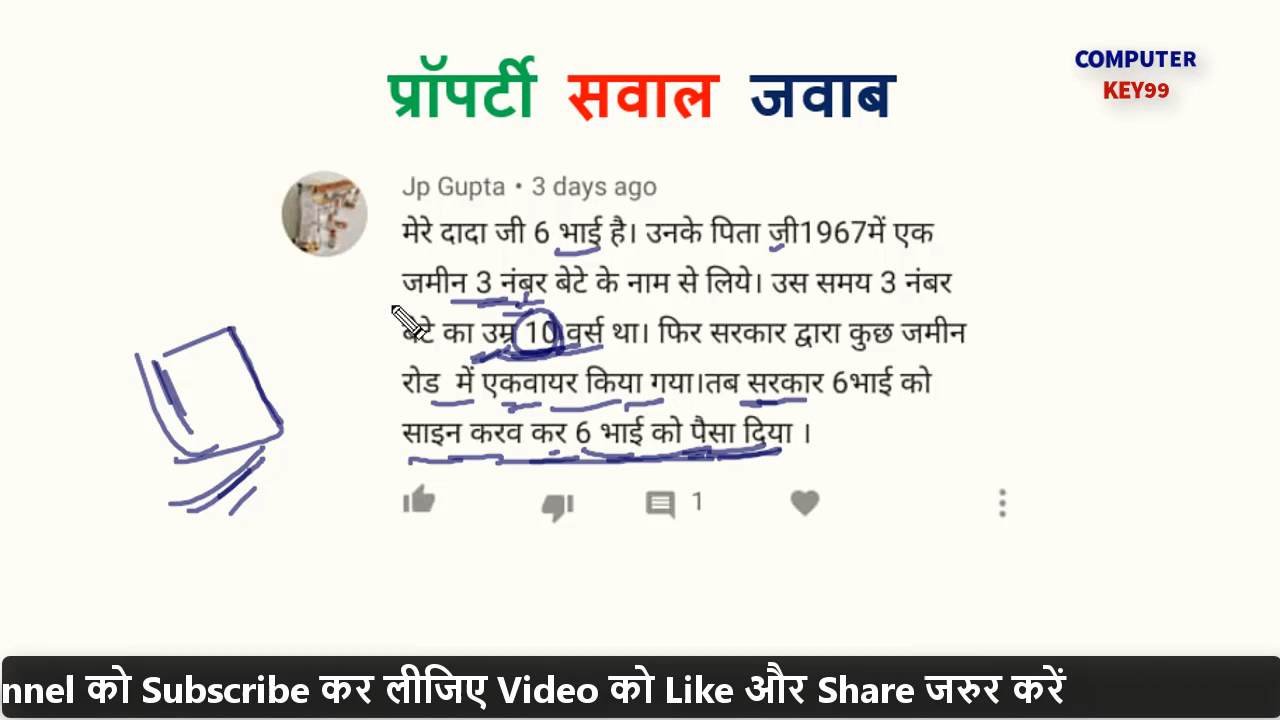 प्रॉपर्टी सवाल जवाब
COMPUTER
KEY99
Jp Gupta • 3 days ago
मेरे दादा जी 6 भाई है। उनके पिता जी1967में एक
जमीन 3 नंबर बेटे के नाम से लिये। उस समय 3 नंबर
बेटे का उम्र 10 वर्स था। फिर सरकार द्वारा कुछ जमीन
रोड में एकवायर किया गया।तब सरकार 6भाई को
साइन करव कर 6 भाई को पैसा दिया ।
1
nnel को Subscribe कर लीजिए Video को Like और Share जरुर करें